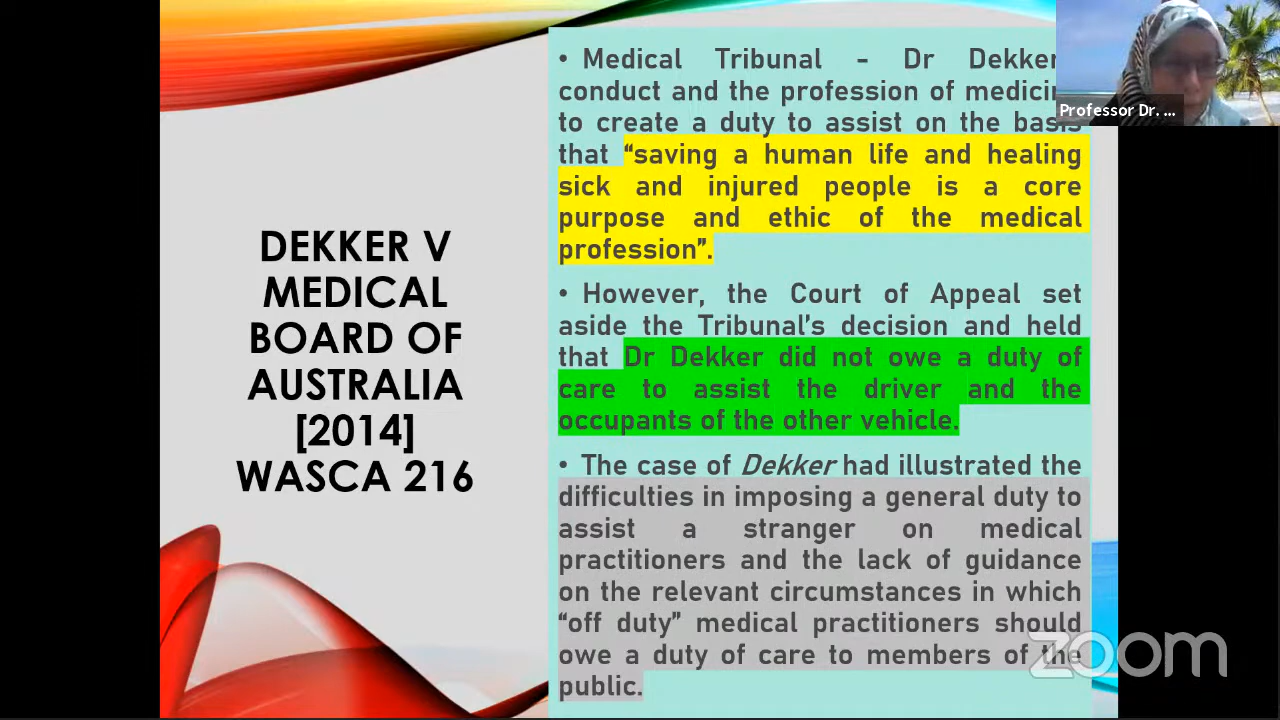 DEKKER V
MEDICAL
BOARD OF
AUSTRALIA
[2014]
WASCA 216
• Medical Tribunal - Dr Dekker
conduct and the profession of medicin
to create a duty to assist on the basis
that “saving a human life and healing
sick and injured people is a core
purpose and ethic of the medical
profession”.
• However, the Court of Appeal set
aside the Tribunal’s decision and held
that Dr Dekker did not owe a duty of
care to assist the driver and the
occupants of the other vehicle.
• The case of Dekker had illustrated the
difficulties in imposing a general duty to
assist a stranger on medical
practitioners and the lack of guidance
on the relevant circumstances in which
“off duty” medical practitioners should
owe a duty of care to members of the
public.
Professor Dr. ...
zoom